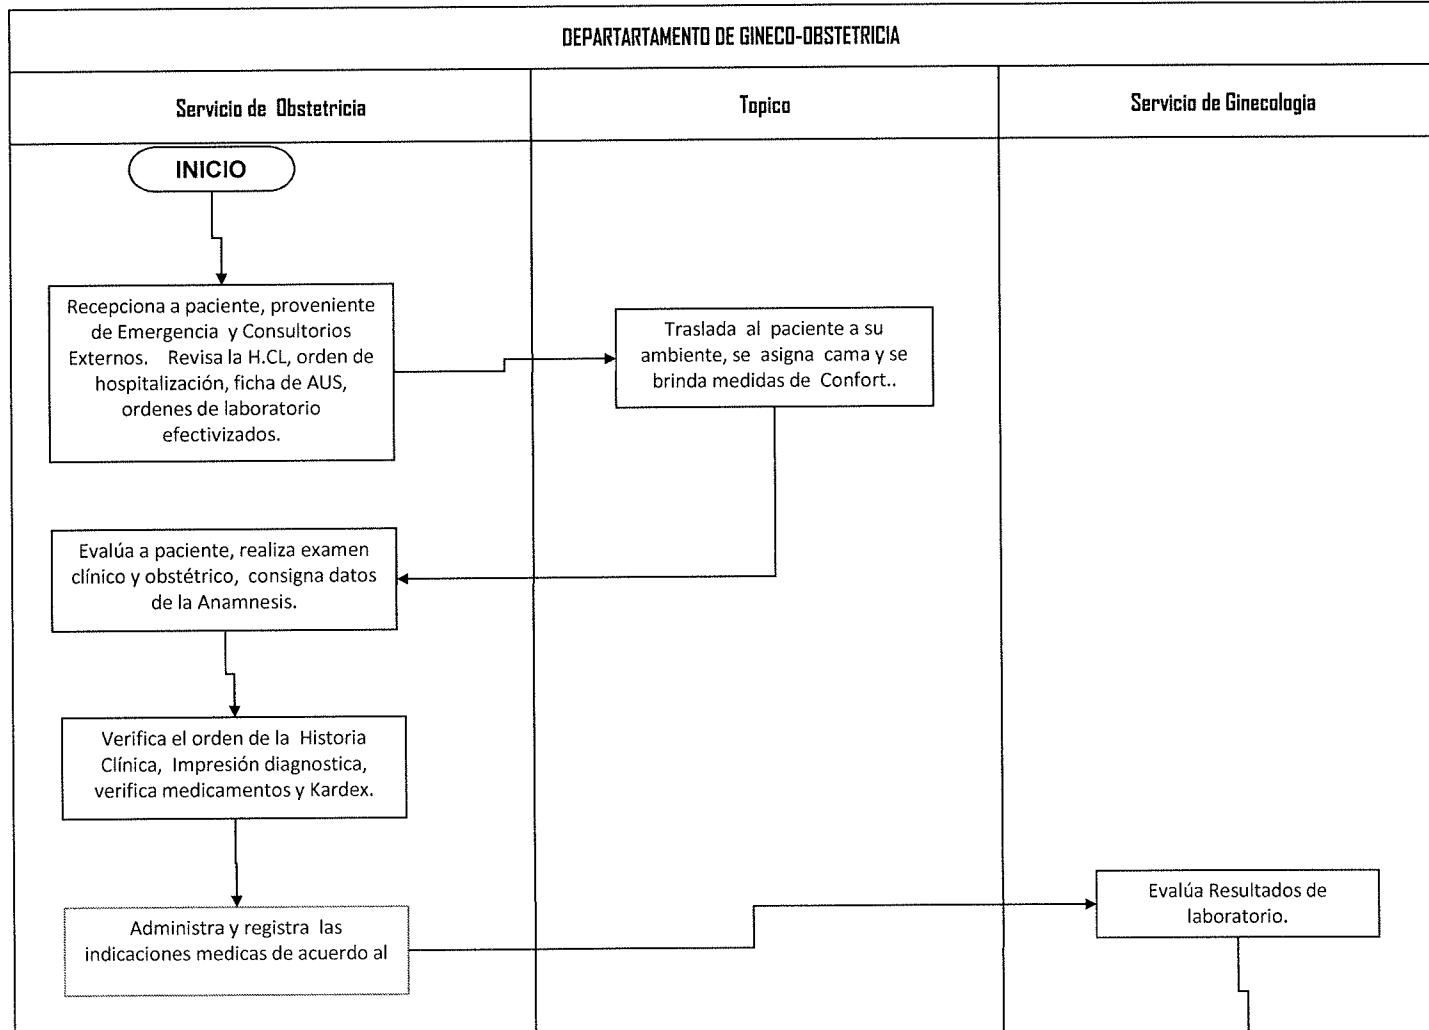 DEPARTARTAMENTO DE GINECO-OBSTETRICIA
Servicio de Obstetricia
Topico
Servicio de Ginecologia
INICIO
Recepciona a paciente, proveniente
de Emergencia y Consultorios
Externos. Revisa la H.CL, orden de
hospitalización, ficha de AUS,
ordenes de laboratorio
efectivizados.
Traslada al paciente a su
ambiente, se asigna cama y se
brinda medidas de Confort..
Evalúa a paciente, realiza examen
clínico y obstétrico, consigna datos
de la Anamnesis.
Verifica el orden de la Historia
Clínica, Impresión diagnostica,
verifica medicamentos y Kardex.
Administra y registra las
indicaciones medicas de acuerdo al
Evalúa Resultados de
laboratorio.